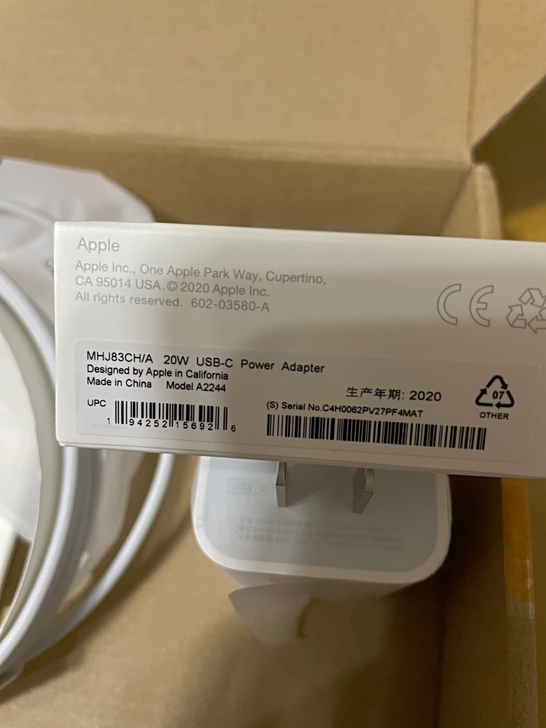 Apple
Apple Inc., One Apple Park Way, Cupertino,
CA 95014 USA. © 2020 Apple Inc.
All rights reserved. 602-03580-A
CE
MHJ83CH/A 20W USB-C Power Adapter
Designed by Apple in California
Made in China Model A2244
生产年期: 2020
07
OTHER
UPC
(S) Serial No.C4H0062PV27PF4MAT
1 94252 15692 6